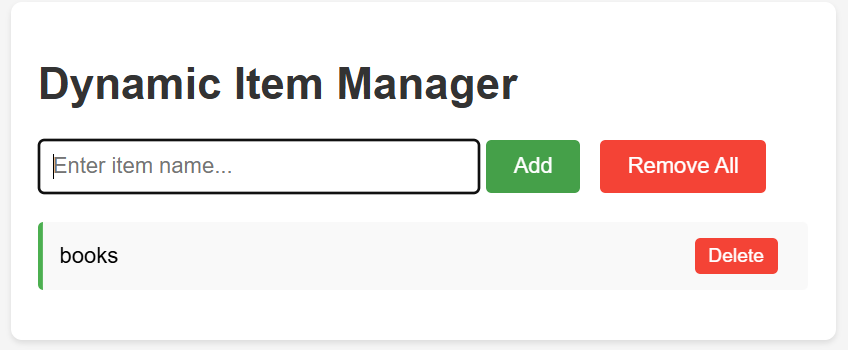 Dynamic Item Manager
Enter item name... Add Remove All
books Delete